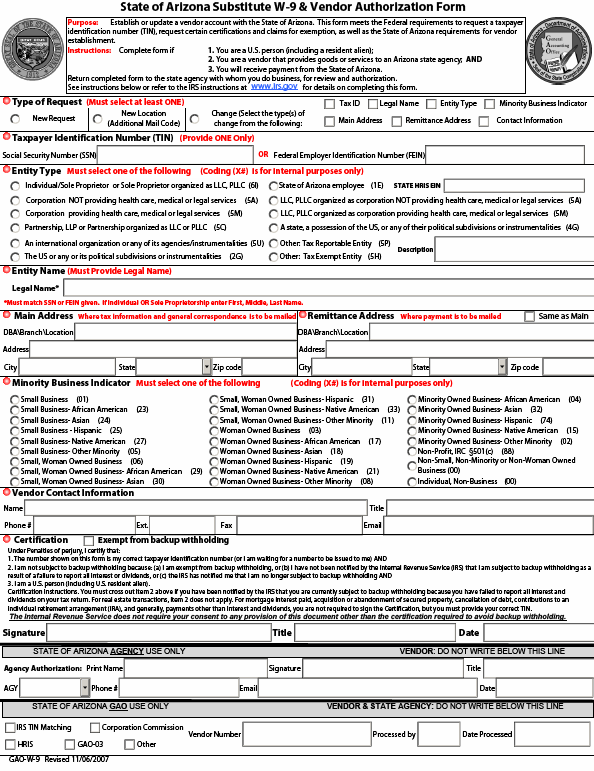 State of Arizona Substitute W-9 & Vendor Authorization Form
Purpose: Establish or update a vendor account with the State of Arizona. This form meets the Federal requirements to request a taxpayer
identification number (TIN), request certain certifications and claims for exemption, as well as the State of Arizona requirements for vendor
establishment.
Instructions: Complete form if 1. You are a U.S. person (including a resident alien);
2. You are a vendor that provides goods or services to an Arizona state agency; AND
3. You will receive payment from the State of Arizona.
Return completed form to the state agency with whom you do business, for review and authorization.
See instructions below or refer to the IRS instructions at www.irs.gov for details on completing this form.
General
Accounting
Office
Type of Request (Must select at least ONE)
New Request
New Location
(Additional Mail Code)
Change (Select the type(s) of
change from the following:
Tax ID Legal Name Entity Type Minority Business Indicator
Main Address Remittance Address Contact Information
Taxpayer Identification Number (TIN) (Provide ONE Only)
Social Security Number (SSN) OR Federal Employer Identification Number (FEIN)
Entity Type Must select one of the following (Coding (X#) is for internal purposes only)
Individual/Sole Proprietor or Sole Proprietor organized as LLC, PLLC (6I) State of Arizona employee (1E) STATE HRIS EIN
Corporation NOT providing health care, medical or legal services (5A) LLC, PLLC organized as corporation NOT providing health care, medical or legal services (5A)
Corporation providing health care, medical or legal services (5M) LLC, PLLC organized as corporation providing health care, medical or legal services (5M)
Partnership, LLP or Partnership organized as LLC or PLLC (5C) A state, a possession of the US, or any of their political subdivisions or instrumentalities (4G)
An international organization or any of its agencies/instrumentalities (5U) Other: Tax Reportable Entity (5P) Description
The US or any or its political subdivisions or instrumentalities (2G) Other: Tax Exempt Entity (5H)
Entity Name (Must Provide Legal Name)
Legal Name*
*Must match SSN or FEIN given. If Individual OR Sole Proprietorship enter First, Middle, Last Name.
Main Address Where tax information and general correspondence is to be mailed Remittance Address Where payment is to be mailed Same as Main
DBA\Branch\Location DBA\Branch\Location
Address Address
City State Zip code City State Zip code
Minority Business Indicator Must select one of the following (Coding (X#) is for internal purposes only)
Small Business (01) Small, Woman Owned Business- Hispanic (31) Minority Owned Business- African American (04)
Small Business- African American (23) Small, Woman Owned Business- Native American (33) Minority Owned Business- Asian (32)
Small Business- Asian (24) Small, Woman Owned Business- Other Minority (11) Minority Owned Business- Hispanic (74)
Small Business - Hispanic (25) Woman Owned Business (03) Minority Owned Business- Native American (15)
Small Business- Native American (27) Woman Owned Business- African American (17) Minority Owned Business- Other Minority (02)
Small Business- Other Minority (05) Woman Owned Business- Asian (18) Non-Profit, IRC §501(c) (88)
Small, Woman Owned Business (06) Woman Owned Business- Hispanic (19) Non-Small, Non-Minority or Non-Woman Owned
Small, Woman Owned Business- African American (29) Woman Owned Business- Native American (21) Business (00)
Small, Woman Owned Business- Asian (30) Woman Owned Business- Other Minority (08) Individual, Non-Business (00)
Vendor Contact Information
Name Title
Phone # Ext. Fax Email
Certification Exempt from backup withholding
Under Penalties of perjury, I certify that:
1. The number shown on this form is my correct taxpayer identification number (or I am waiting for a number to be issued to me) AND
2. I am not subject to backup withholding because: (a) I am exempt from backup withholding, or (b) I have not been notified by the Internal Revenue Service (IRS) that I am subject to backup withholding as a
result of a failure to report all interest or dividends, or (c) the IRS has notified me that I am no longer subject to backup withholding AND
3. I am a U.S. person (including U.S. resident alien).
Certification instructions. You must cross out item 2 above if you have been notified by the IRS that you are currently subject to backup withholding because you have failed to report all interest and
dividends on your tax return. For real estate transactions, item 2 does not apply. For mortgage interest paid, acquisition or abandonment of secured property, cancellation of debt, contributions to an
individual retirement arrangement (IRA), and generally, payments other than interest and dividends, you are not required to sign the Certification, but you must provide your correct TIN.
The Internal Revenue Service does not require your consent to any provision of this document other than the certification required to avoid backup withholding.
Signature Title Date
STATE OF ARIZONA AGENCY USE ONLY VENDOR: DO NOT WRITE BELOW THIS LINE
Agency Authorization: Print Name Signature Title
AGY Phone # Email Date
STATE OF ARIZONA GAO USE ONLY VENDOR & STATE AGENCY: DO NOT WRITE BELOW THIS LINE
IRS TIN Matching Corporation Commission
Vendor Number Processed by Date Processed
HRIS GAO-03 Other
GAO-W-9 Revised 11/06/2007